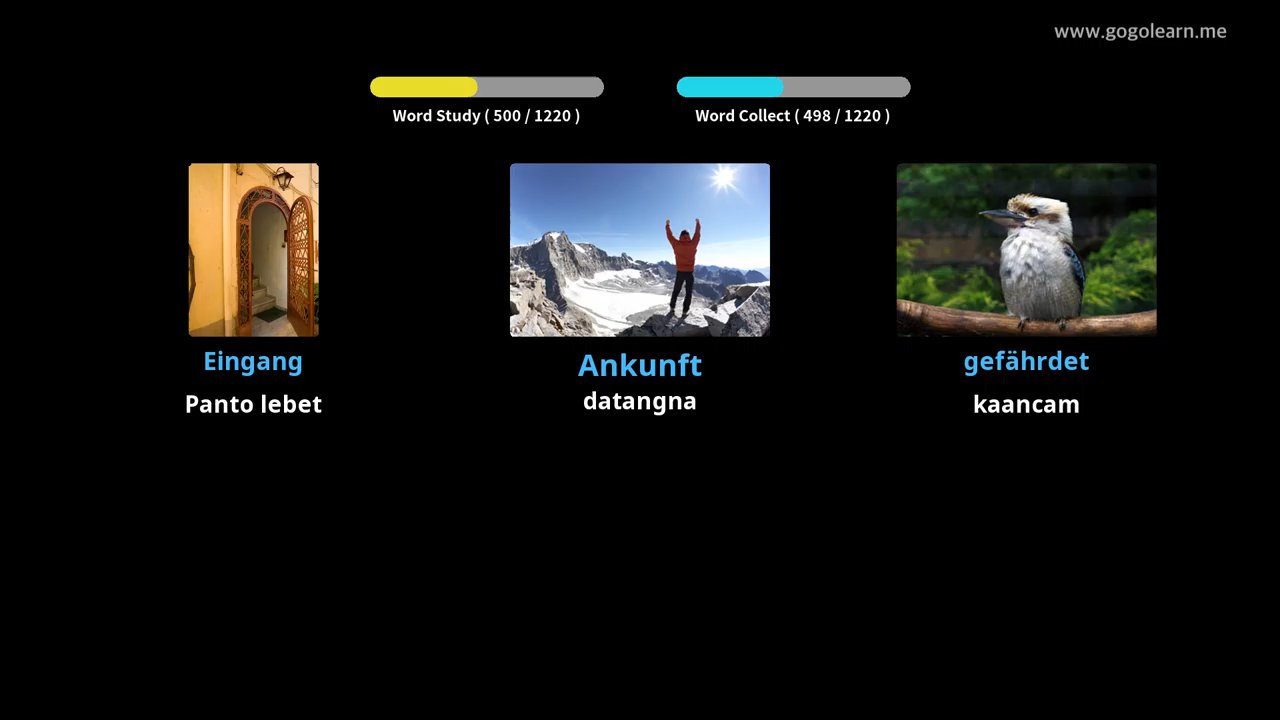 www.gogolearn.me
Word Study ( 500 / 1220 )
Word Collect ( 498 / 1220 )
Eingang
Panto lebet
Ankunft
datangna
gefährdet
kaancam